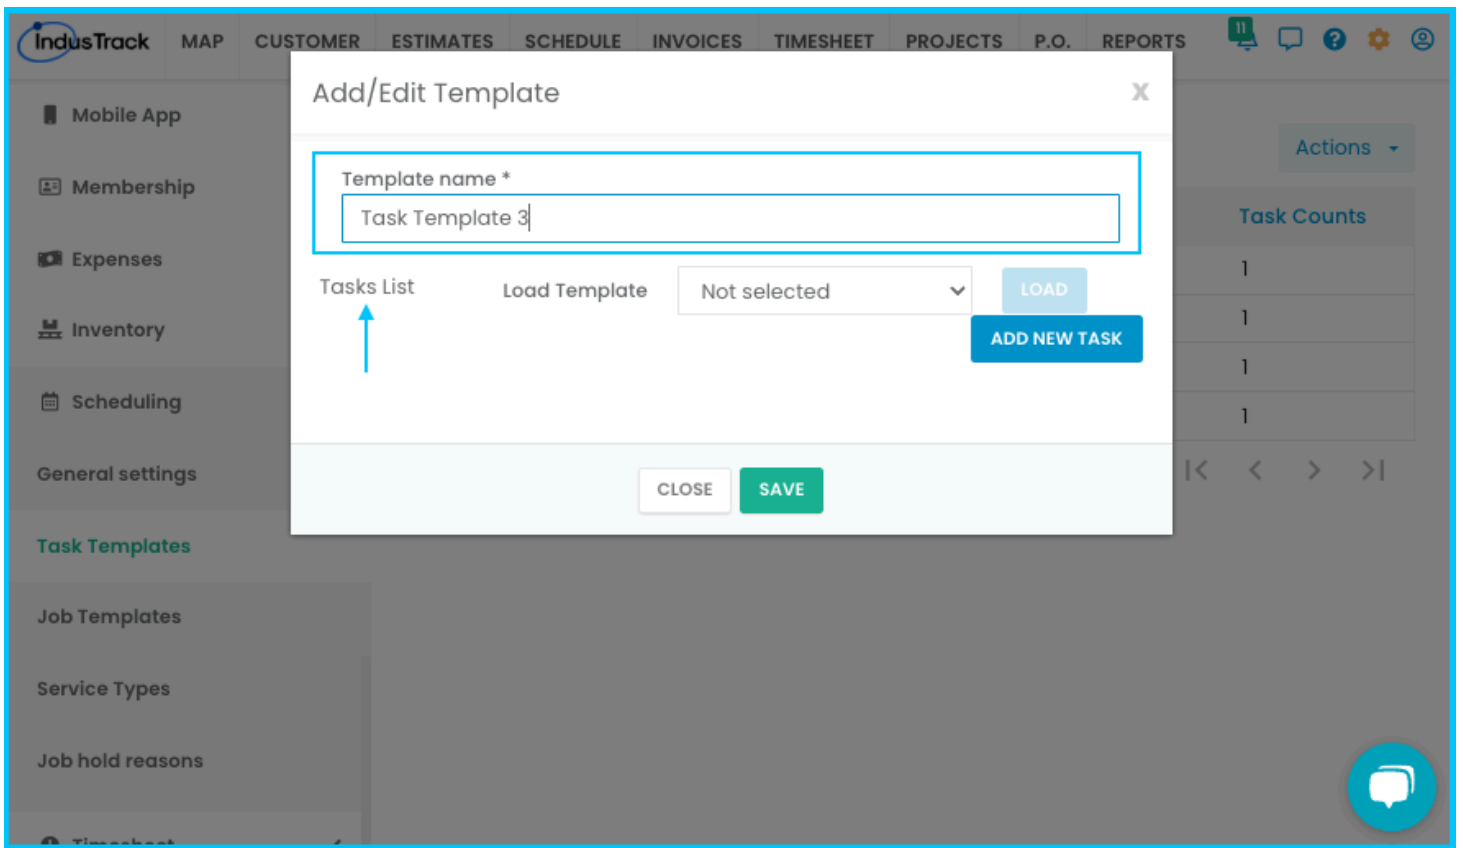 IndusTrack MAP CUSTOMER ESTIMATES SCHEDULE INVOICES TIMESHEET PROJECTS P.O. REPORTS 11
Add/Edit Template X
Mobile App
Actions
Membership
Template name *
Task Template 3
Task Counts
Expenses
1
Tasks List Load Template Not selected LOAD
Inventory
1
ADD NEW TASK
1
Scheduling
1
General settings
CLOSE SAVE
Task Templates
Job Templates
Service Types
Job hold reasons
Timesheet